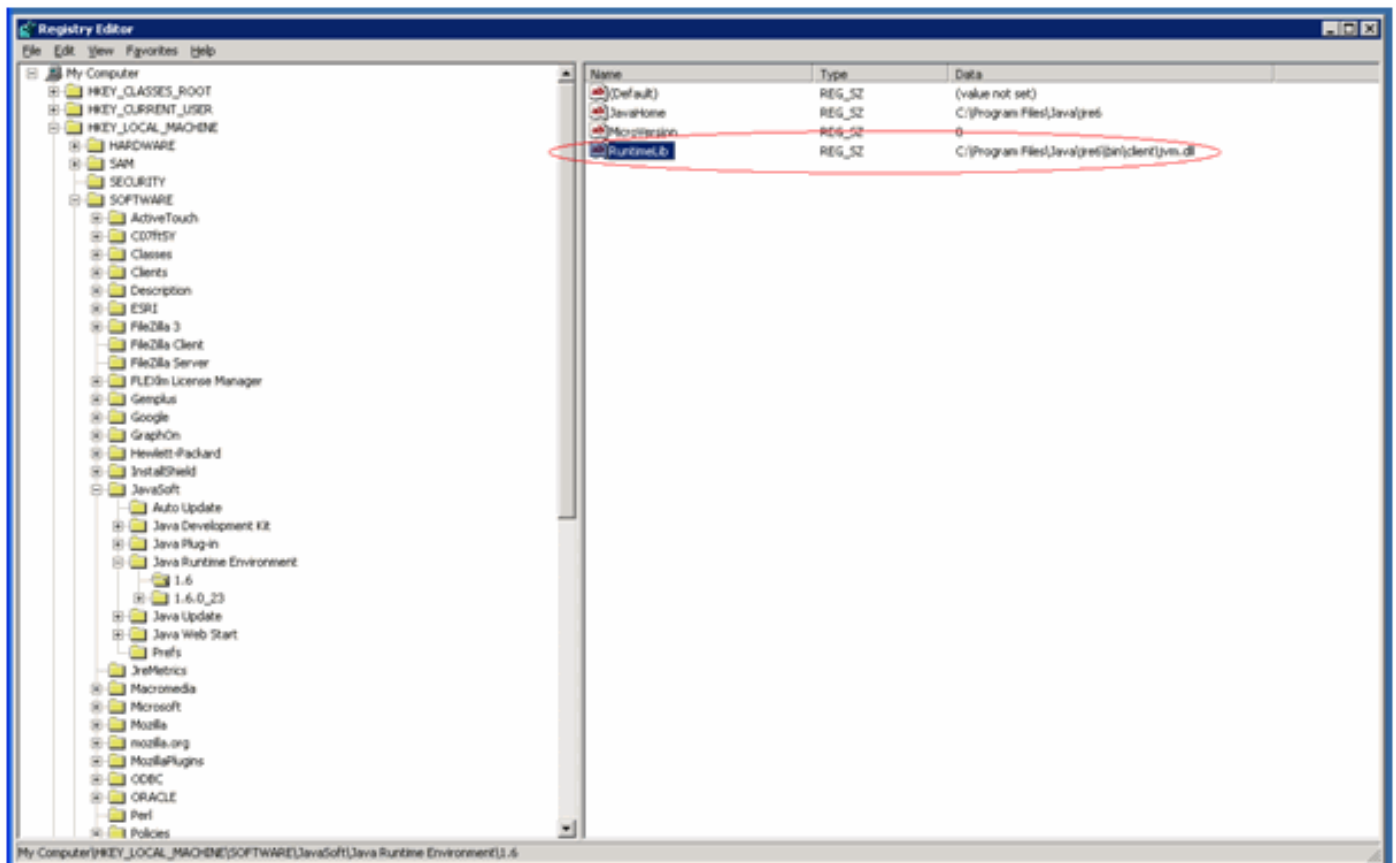 Registry Editor
File Edit View Favorites Help
My Computer
HKEY_CLASSES_ROOT
HKEY_CURRENT_USER
HKEY_LOCAL_MACHINE
HARDWARE
SAM
SECURITY
SOFTWARE
ActiveTouch
C07ftSY
Classes
Clients
Description
ESRI
FileZilla 3
FileZilla Client
FileZilla Server
FLEXlm License Manager
Gemplus
Google
GraphOn
Hewlett-Packard
InstallShield
JavaSoft
Auto Update
Java Development Kit
Java Plug-in
Java Runtime Environment
1.6
1.6.0_23
Java Update
Java Web Start
Prefs
JreMetrics
Macromedia
Microsoft
Mozilla
mozilla.org
MozillaPlugins
ODBC
ORACLE
Perl
Policies
Name Type Data
(Default) REG_SZ (value not set)
JavaHome REG_SZ C:\Program Files\Java\jre6
MicroVersion REG_SZ 0
RuntimeLib REG_SZ C:\Program Files\Java\jre6\bin\client\jvm.dll
My Computer\HKEY_LOCAL_MACHINE\SOFTWARE\JavaSoft\Java Runtime Environment\1.6